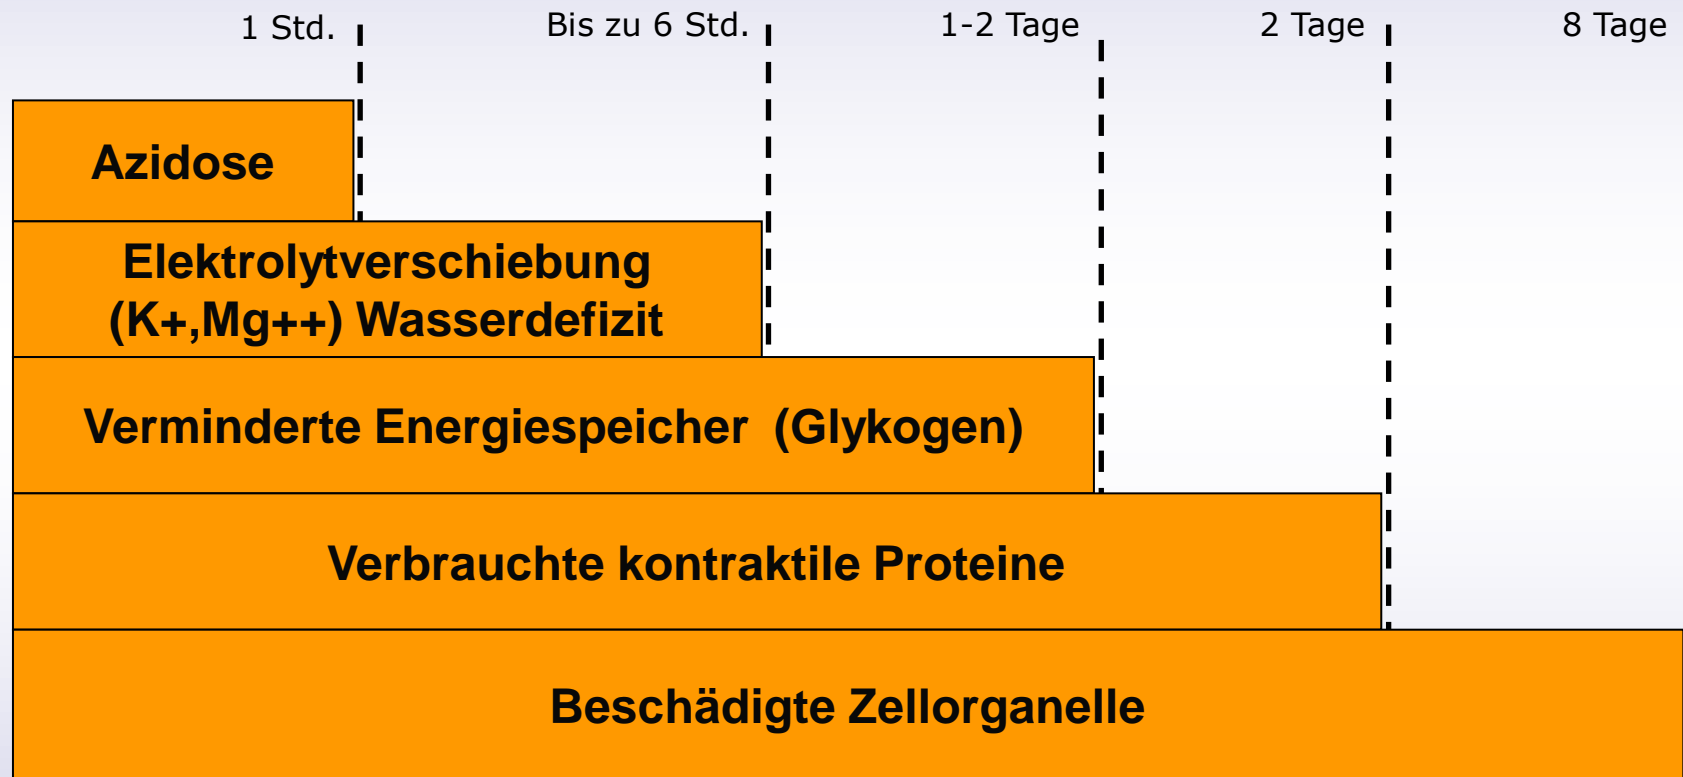 1 Std.
Bis zu 6 Std.
1-2 Tage
2 Tage
8 Tage
Azidose
Elektrolytverschiebung
(K+,Mg++) Wasserdefizit
Verminderte Energiespeicher (Glykogen)
Verbrauchte kontraktile Proteine
Beschädigte Zellorganelle